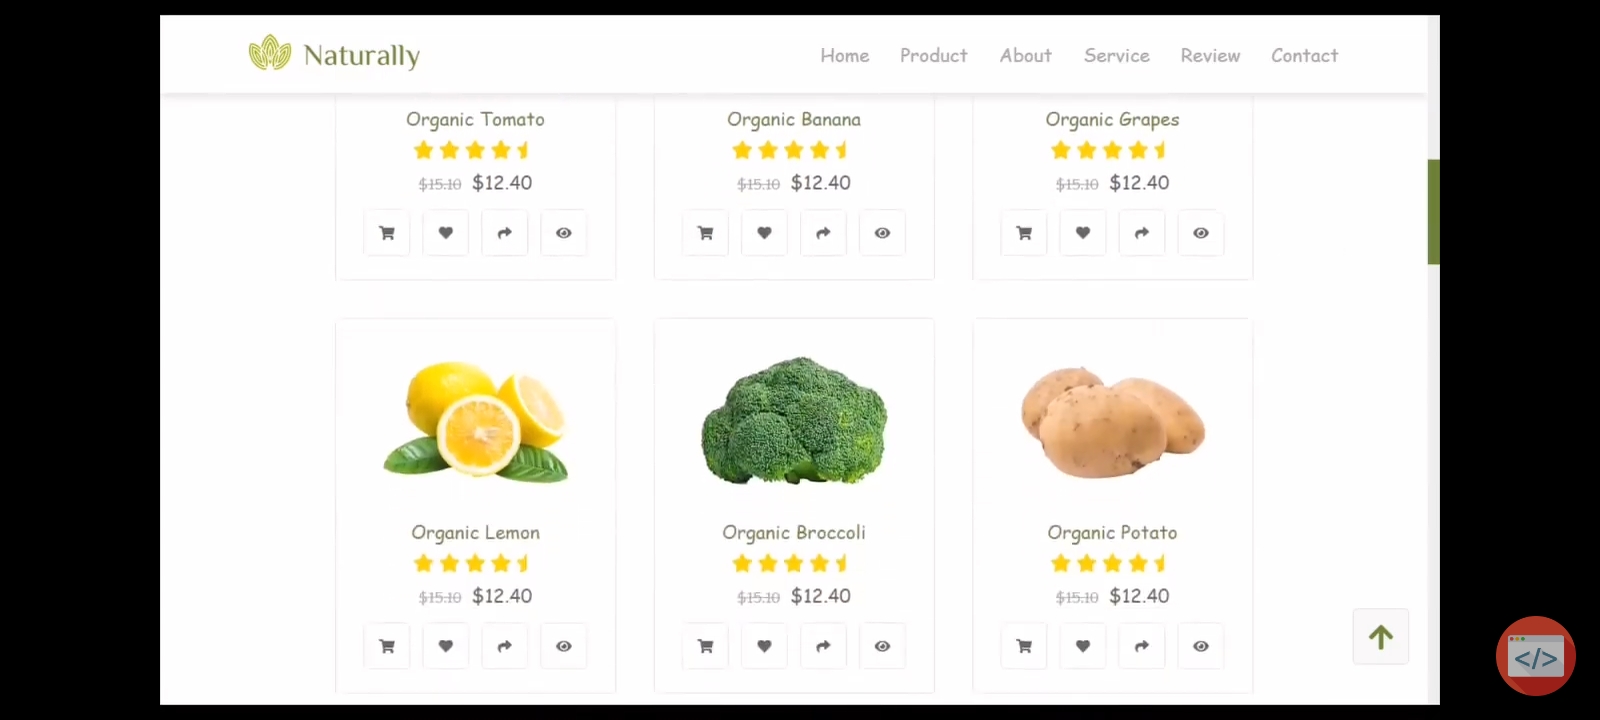 Naturally
Home Product About Service Review Contact
Organic Tomato Organic Banana Organic Grapes
$15.10 $12.40 $15.10 $12.40 $15.10 $12.40
Organic Lemon Organic Broccoli Organic Potato
$15.10 $12.40 $15.10 $12.40 $15.10 $12.40
</>